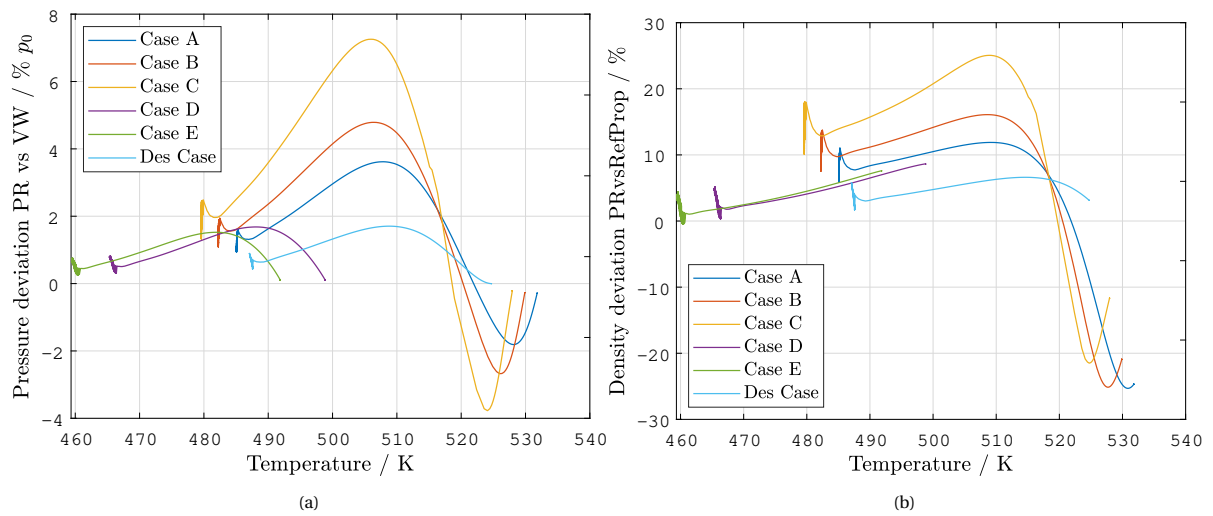 Pressure deviation PR vs VW / % p0
8
6
4
2
0
−2
−4
Case A
Case B
Case C
Case D
Case E
Des Case
460 470 480 490 500 510 520 530 540
Temperature / K
(a)
Density deviation PRvsRefProp / %
30
20
10
0
−10
−20
−30
Case A
Case B
Case C
Case D
Case E
Des Case
460 470 480 490 500 510 520 530 540
Temperature / K
(b)